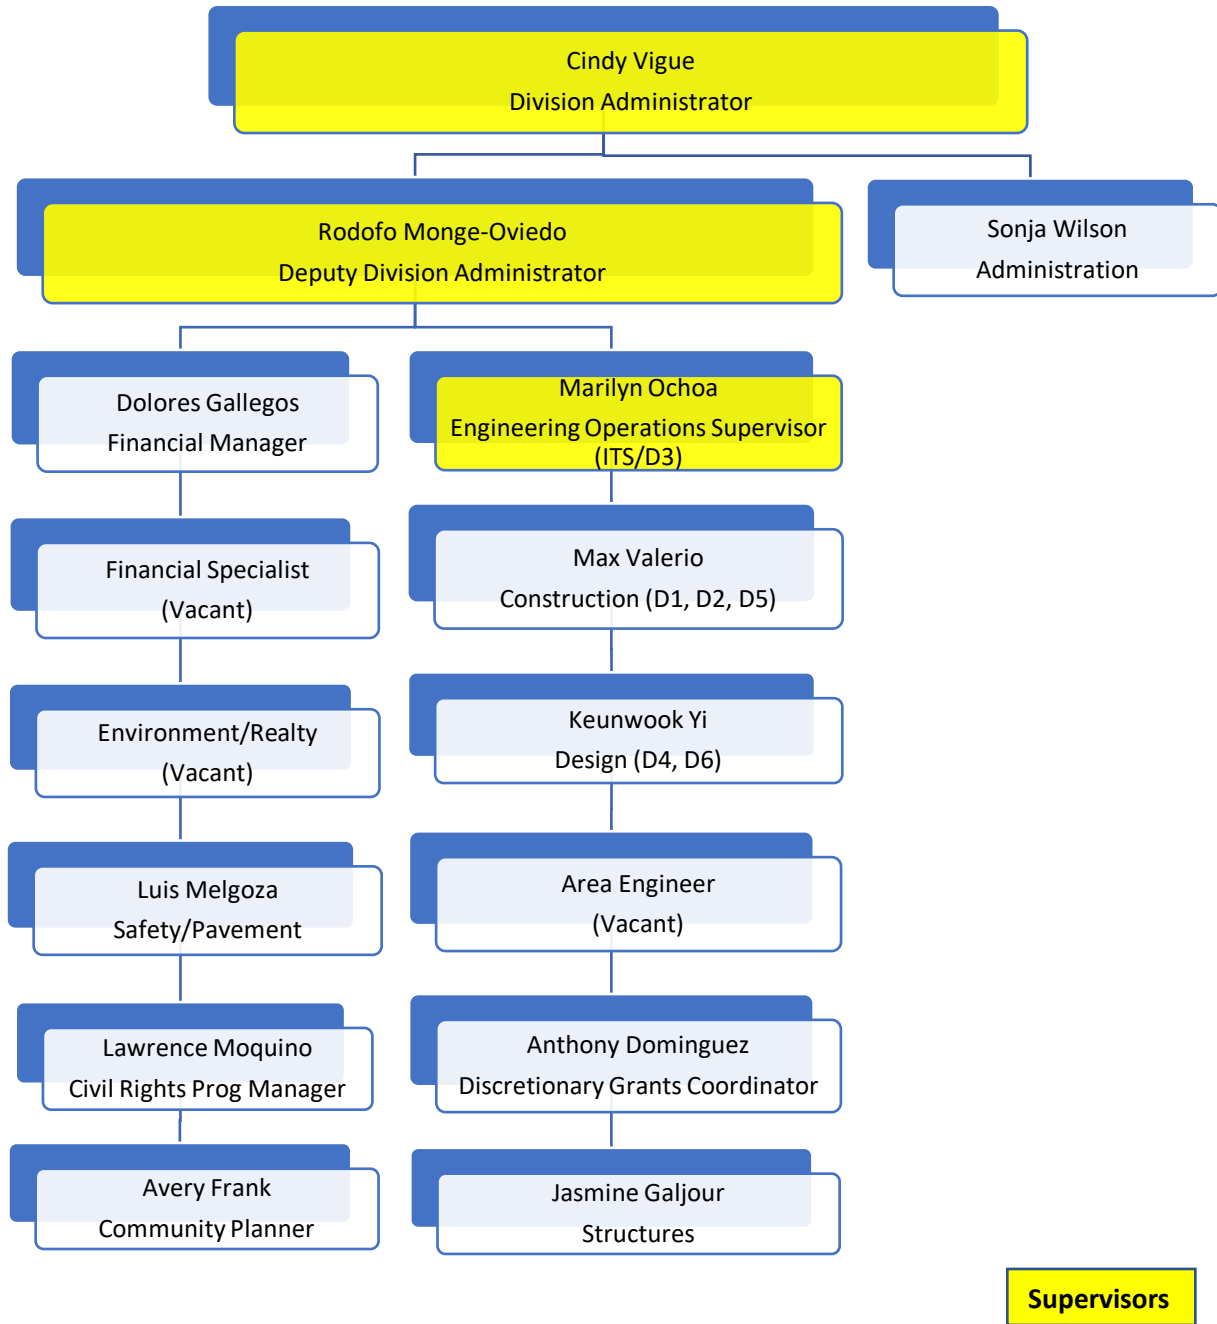 Cindy Vigue
Division Administrator
Rodofo Monge-Oviedo
Deputy Division Administrator
Sonja Wilson
Administration
Dolores Gallegos
Financial Manager
Marilyn Ochoa
Engineering Operations Supervisor
(ITS/D3)
Financial Specialist
(Vacant)
Max Valerio
Construction (D1, D2, D5)
Environment/Realty
(Vacant)
Keunwook Yi
Design (D4, D6)
Luis Melgoza
Safety/Pavement
Area Engineer
(Vacant)
Lawrence Moquino
Civil Rights Prog Manager
Anthony Dominguez
Discretionary Grants Coordinator
Avery Frank
Community Planner
Jasmine Galjour
Structures
Supervisors